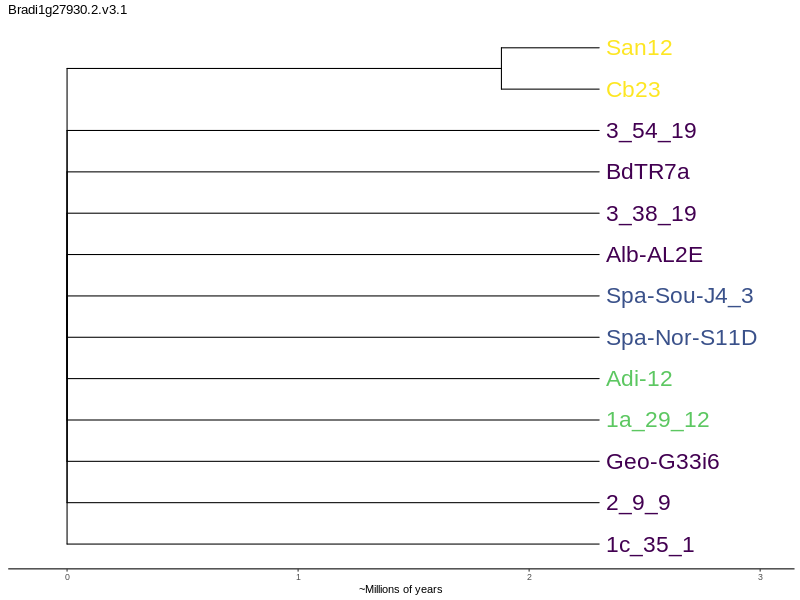 Bradi1g27930.2.v3.1
San12
Cb23
3_54_19
BdTR7a
3_38_19
Alb-AL2E
Spa-Sou-J4_3
Spa-Nor-S11D
Adi-12
1a_29_12
Geo-G33i6
2_9_9
1c_35_1
0 1 2 3
~Millions of years